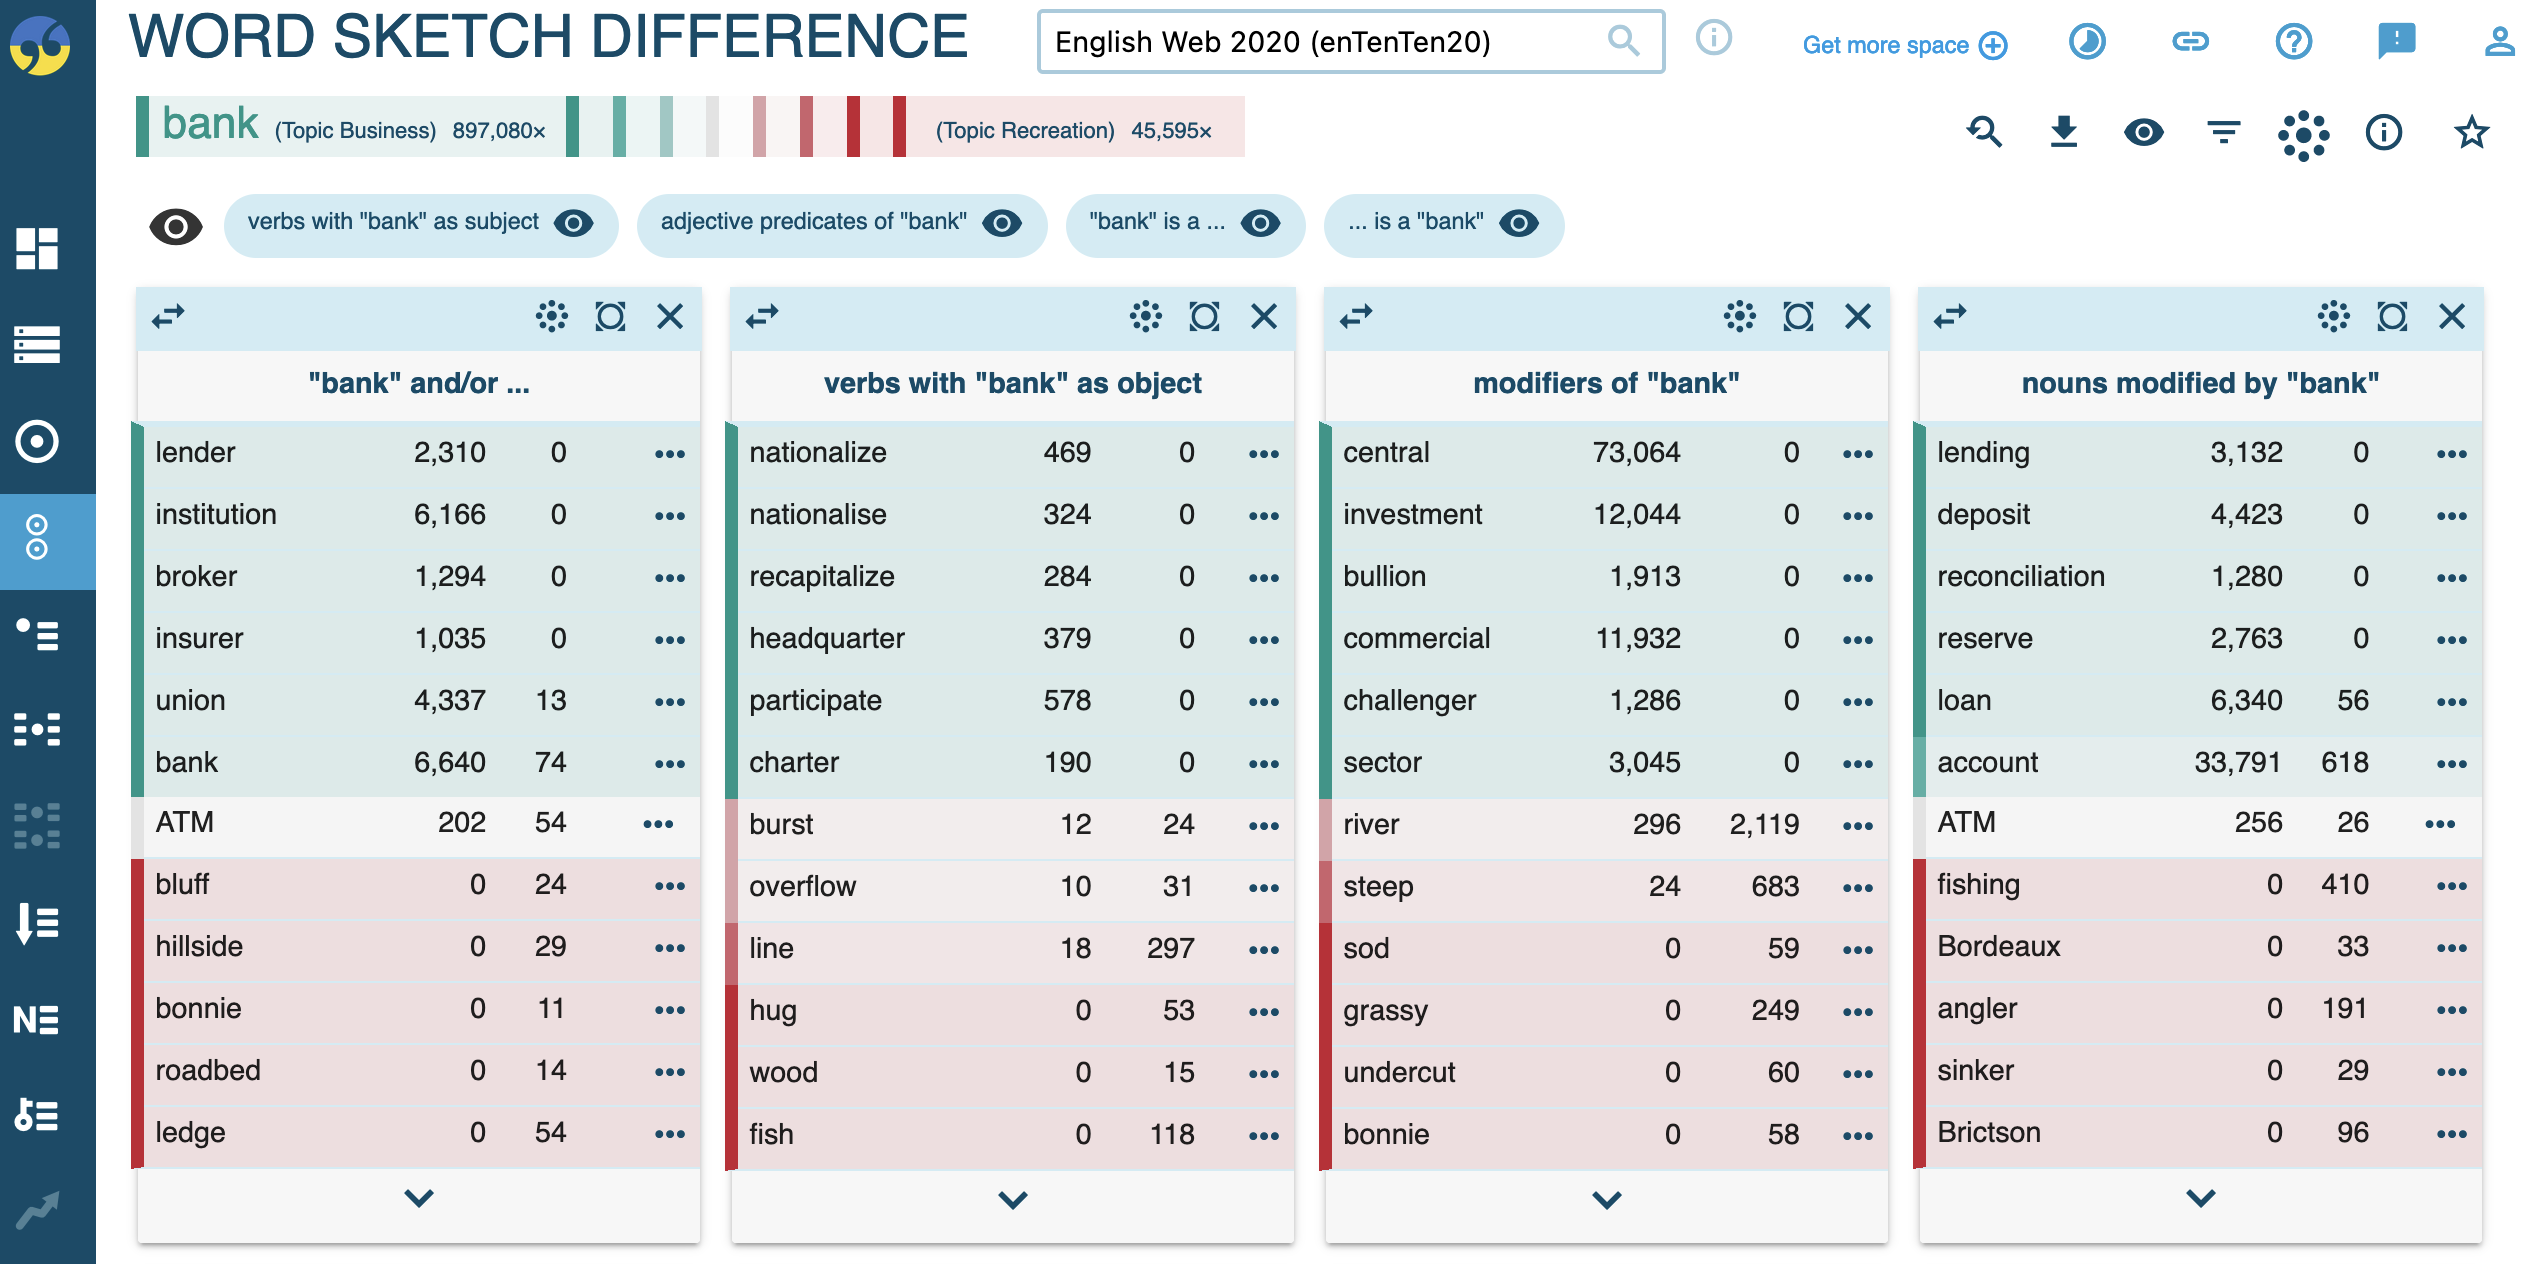 WORD SKETCH DIFFERENCE
English Web 2020 (enTenTen20)
Get more space
bank (Topic Business) 897,080× (Topic Recreation) 45,595×
verbs with "bank" as subject
adjective predicates of "bank"
"bank" is a ...
... is a "bank"
"bank" and/or ...
lender 2,310 0
institution 6,166 0
broker 1,294 0
insurer 1,035 0
union 4,337 13
bank 6,640 74
ATM 202 54
bluff 0 24
hillside 0 29
bonnie 0 11
roadbed 0 14
ledge 0 54
verbs with "bank" as object
nationalize 469 0
nationalise 324 0
recapitalize 284 0
headquarter 379 0
participate 578 0
charter 190 0
burst 12 24
overflow 10 31
line 18 297
hug 0 53
wood 0 15
fish 0 118
modifiers of "bank"
central 73,064 0
investment 12,044 0
bullion 1,913 0
commercial 11,932 0
challenger 1,286 0
sector 3,045 0
river 296 2,119
steep 24 683
sod 0 59
grassy 0 249
undercut 0 60
bonnie 0 58
nouns modified by "bank"
lending 3,132 0
deposit 4,423 0
reconciliation 1,280 0
reserve 2,763 0
loan 6,340 56
account 33,791 618
ATM 256 26
fishing 0 410
Bordeaux 0 33
angler 0 191
sinker 0 29
Brictson 0 96
N